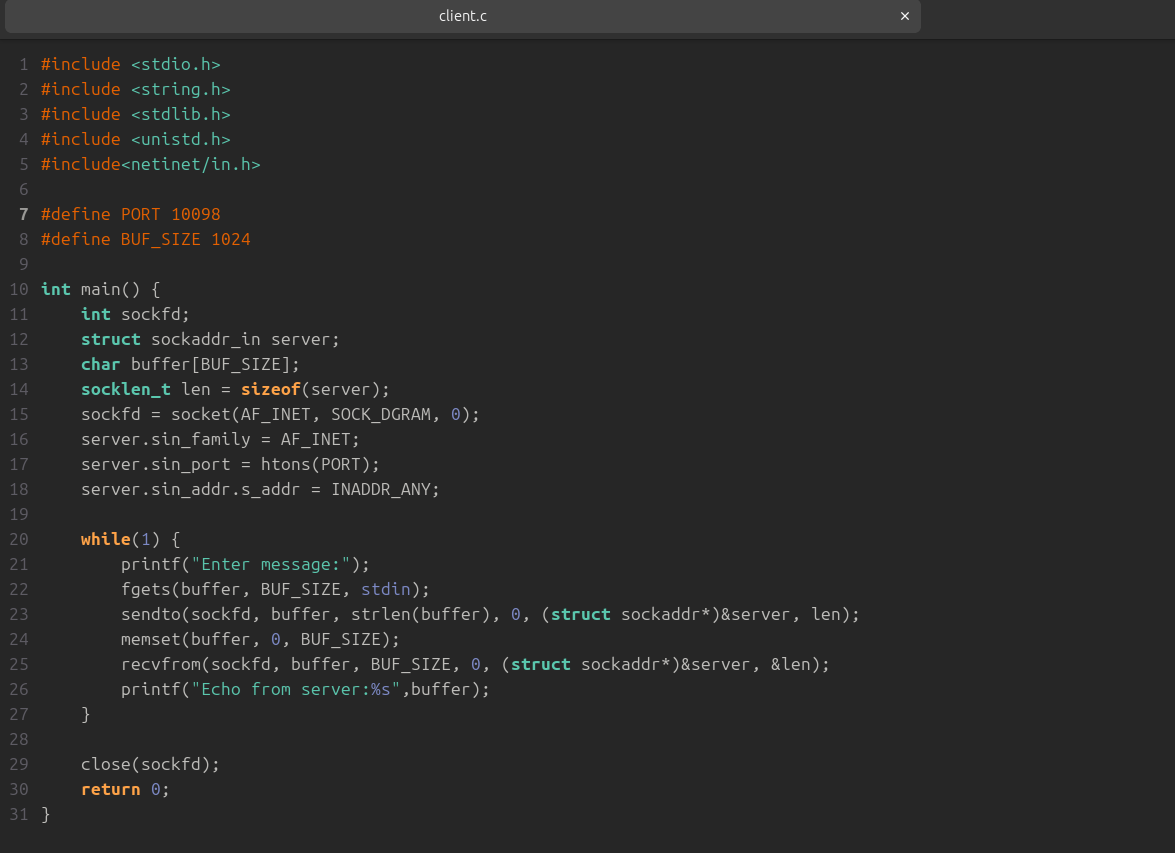 client.c ×
1 #include <stdio.h>
2 #include <string.h>
3 #include <stdlib.h>
4 #include <unistd.h>
5 #include<netinet/in.h>
6
7 #define PORT 10098
8 #define BUF_SIZE 1024
9
10 int main() {
11     int sockfd;
12     struct sockaddr_in server;
13     char buffer[BUF_SIZE];
14     socklen_t len = sizeof(server);
15     sockfd = socket(AF_INET, SOCK_DGRAM, 0);
16     server.sin_family = AF_INET;
17     server.sin_port = htons(PORT);
18     server.sin_addr.s_addr = INADDR_ANY;
19
20     while(1) {
21         printf("Enter message:");
22         fgets(buffer, BUF_SIZE, stdin);
23         sendto(sockfd, buffer, strlen(buffer), 0, (struct sockaddr*)&server, len);
24         memset(buffer, 0, BUF_SIZE);
25         recvfrom(sockfd, buffer, BUF_SIZE, 0, (struct sockaddr*)&server, &len);
26         printf("Echo from server:%s",buffer);
27     }
28
29     close(sockfd);
30     return 0;
31 }